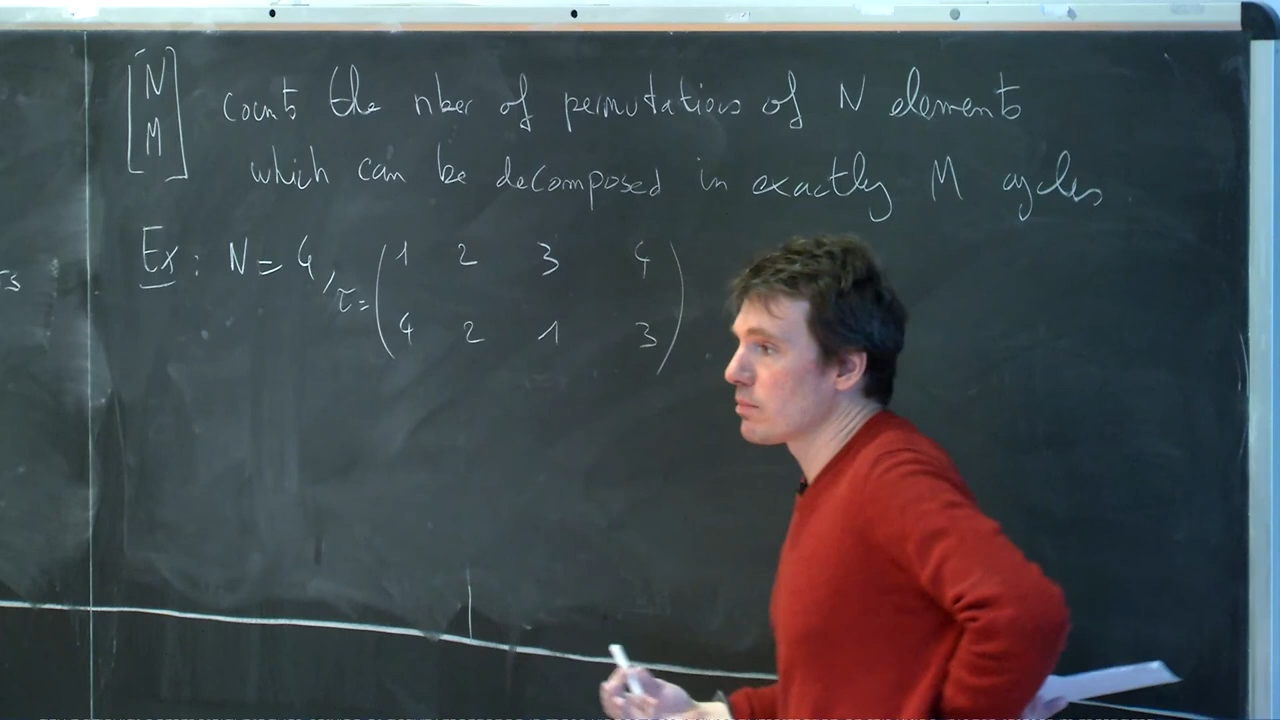 [N M] counts the nber of permutations of N elements
which can be decomposed in exactly M cycles
Ex : N = 4, τ = (1 2 3 4
4 2 1 3)